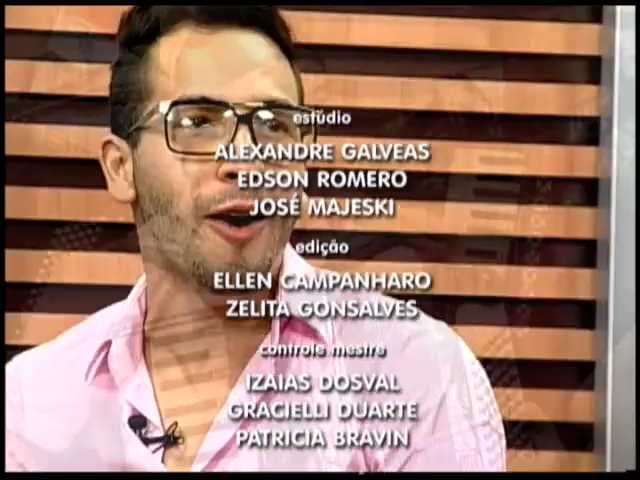 estúdio
ALEXANDRE GALVEAS
EDSON ROMERO
JOSÉ MAJESKI
edição
ELLEN CAMPANHARO
ZELITA GONSALVES
controle mestre
IZAIAS DOSVAL
GRACIELLI DUARTE
PATRICIA BRAVIN